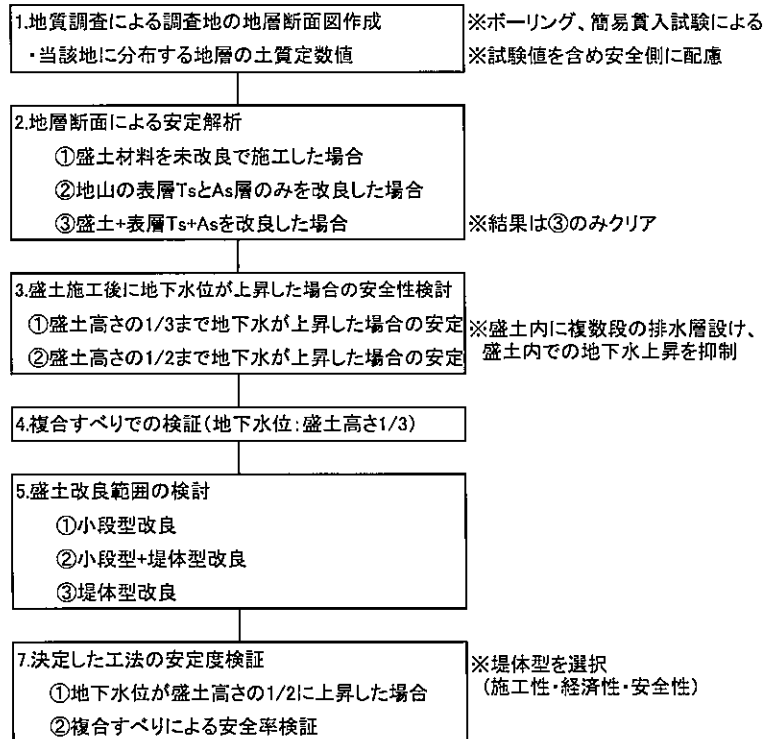 1.地質調査による調査地の地層断面図作成
※ボーリング、簡易貫入試験による
・当該地に分布する地層の土質定数値
※試験値を含め安全側に配慮
2.地層断面による安定解析
①盛土材料を未改良で施工した場合
②地山の表層TsとAs層のみを改良した場合
③盛土+表層Ts+Asを改良した場合
※結果は③のみクリア
3.盛土施工後に地下水位が上昇した場合の安全性検討
①盛土高さの1/3まで地下水が上昇した場合の安定
②盛土高さの1/2まで地下水が上昇した場合の安定
※盛土内に複数段の排水層設け、
盛土内での地下水上昇を抑制
4.複合すべりでの検証(地下水位:盛土高さ1/3)
5.盛土改良範囲の検討
①小段型改良
②小段型+堤体型改良
③堤体型改良
7.決定した工法の安定度検証
①地下水位が盛土高さの1/2に上昇した場合
②複合すべりによる安全率検証
※堤体型を選択
(施工性・経済性・安全性)